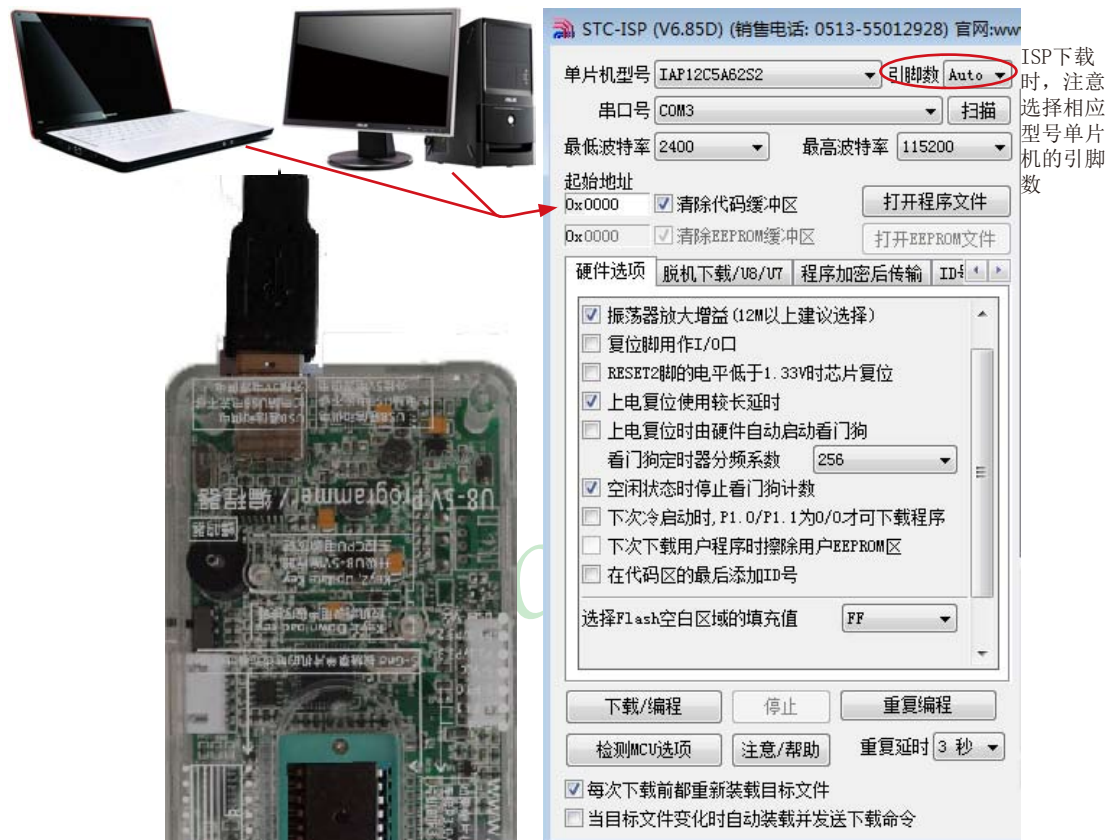 STC-ISP (V6.85D) (销售电话: 0513-55012928) 官网:www
单片机型号 IAP12C5A62S2 引脚数 Auto
串口号 COM3 扫描
最低波特率 2400 最高波特率 115200
起始地址
0x0000 清除代码缓冲区 打开程序文件
0x0000 清除EEPROM缓冲区 打开EEPROM文件
硬件选项 脱机下载/U8/U7 程序加密后传输
振荡器放大增益(12M以上建议选择)
复位脚用作I/O口
RESET2脚的电平低于1.33V时芯片复位
上电复位使用较长延时
上电复位时由硬件自动启动看门狗
看门狗定时器分频系数 256
空闲状态时停止看门狗计数
下次冷启动时,P1.0/P1.1为0/0才可下载程序
下次下载用户程序时擦除用户EEPROM区
在代码区的最后添加ID号
选择Flash空白区域的填充值 FF
下载/编程 停止 重复编程
检测MCU选项 注意/帮助 重复延时 3 秒
每次下载前都重新装载目标文件
当目标文件变化时自动装载并发送下载命令
ISP下载
时，注意
选择相应
型号单片
机的引脚
数
U8-5V Programmer / 编程器